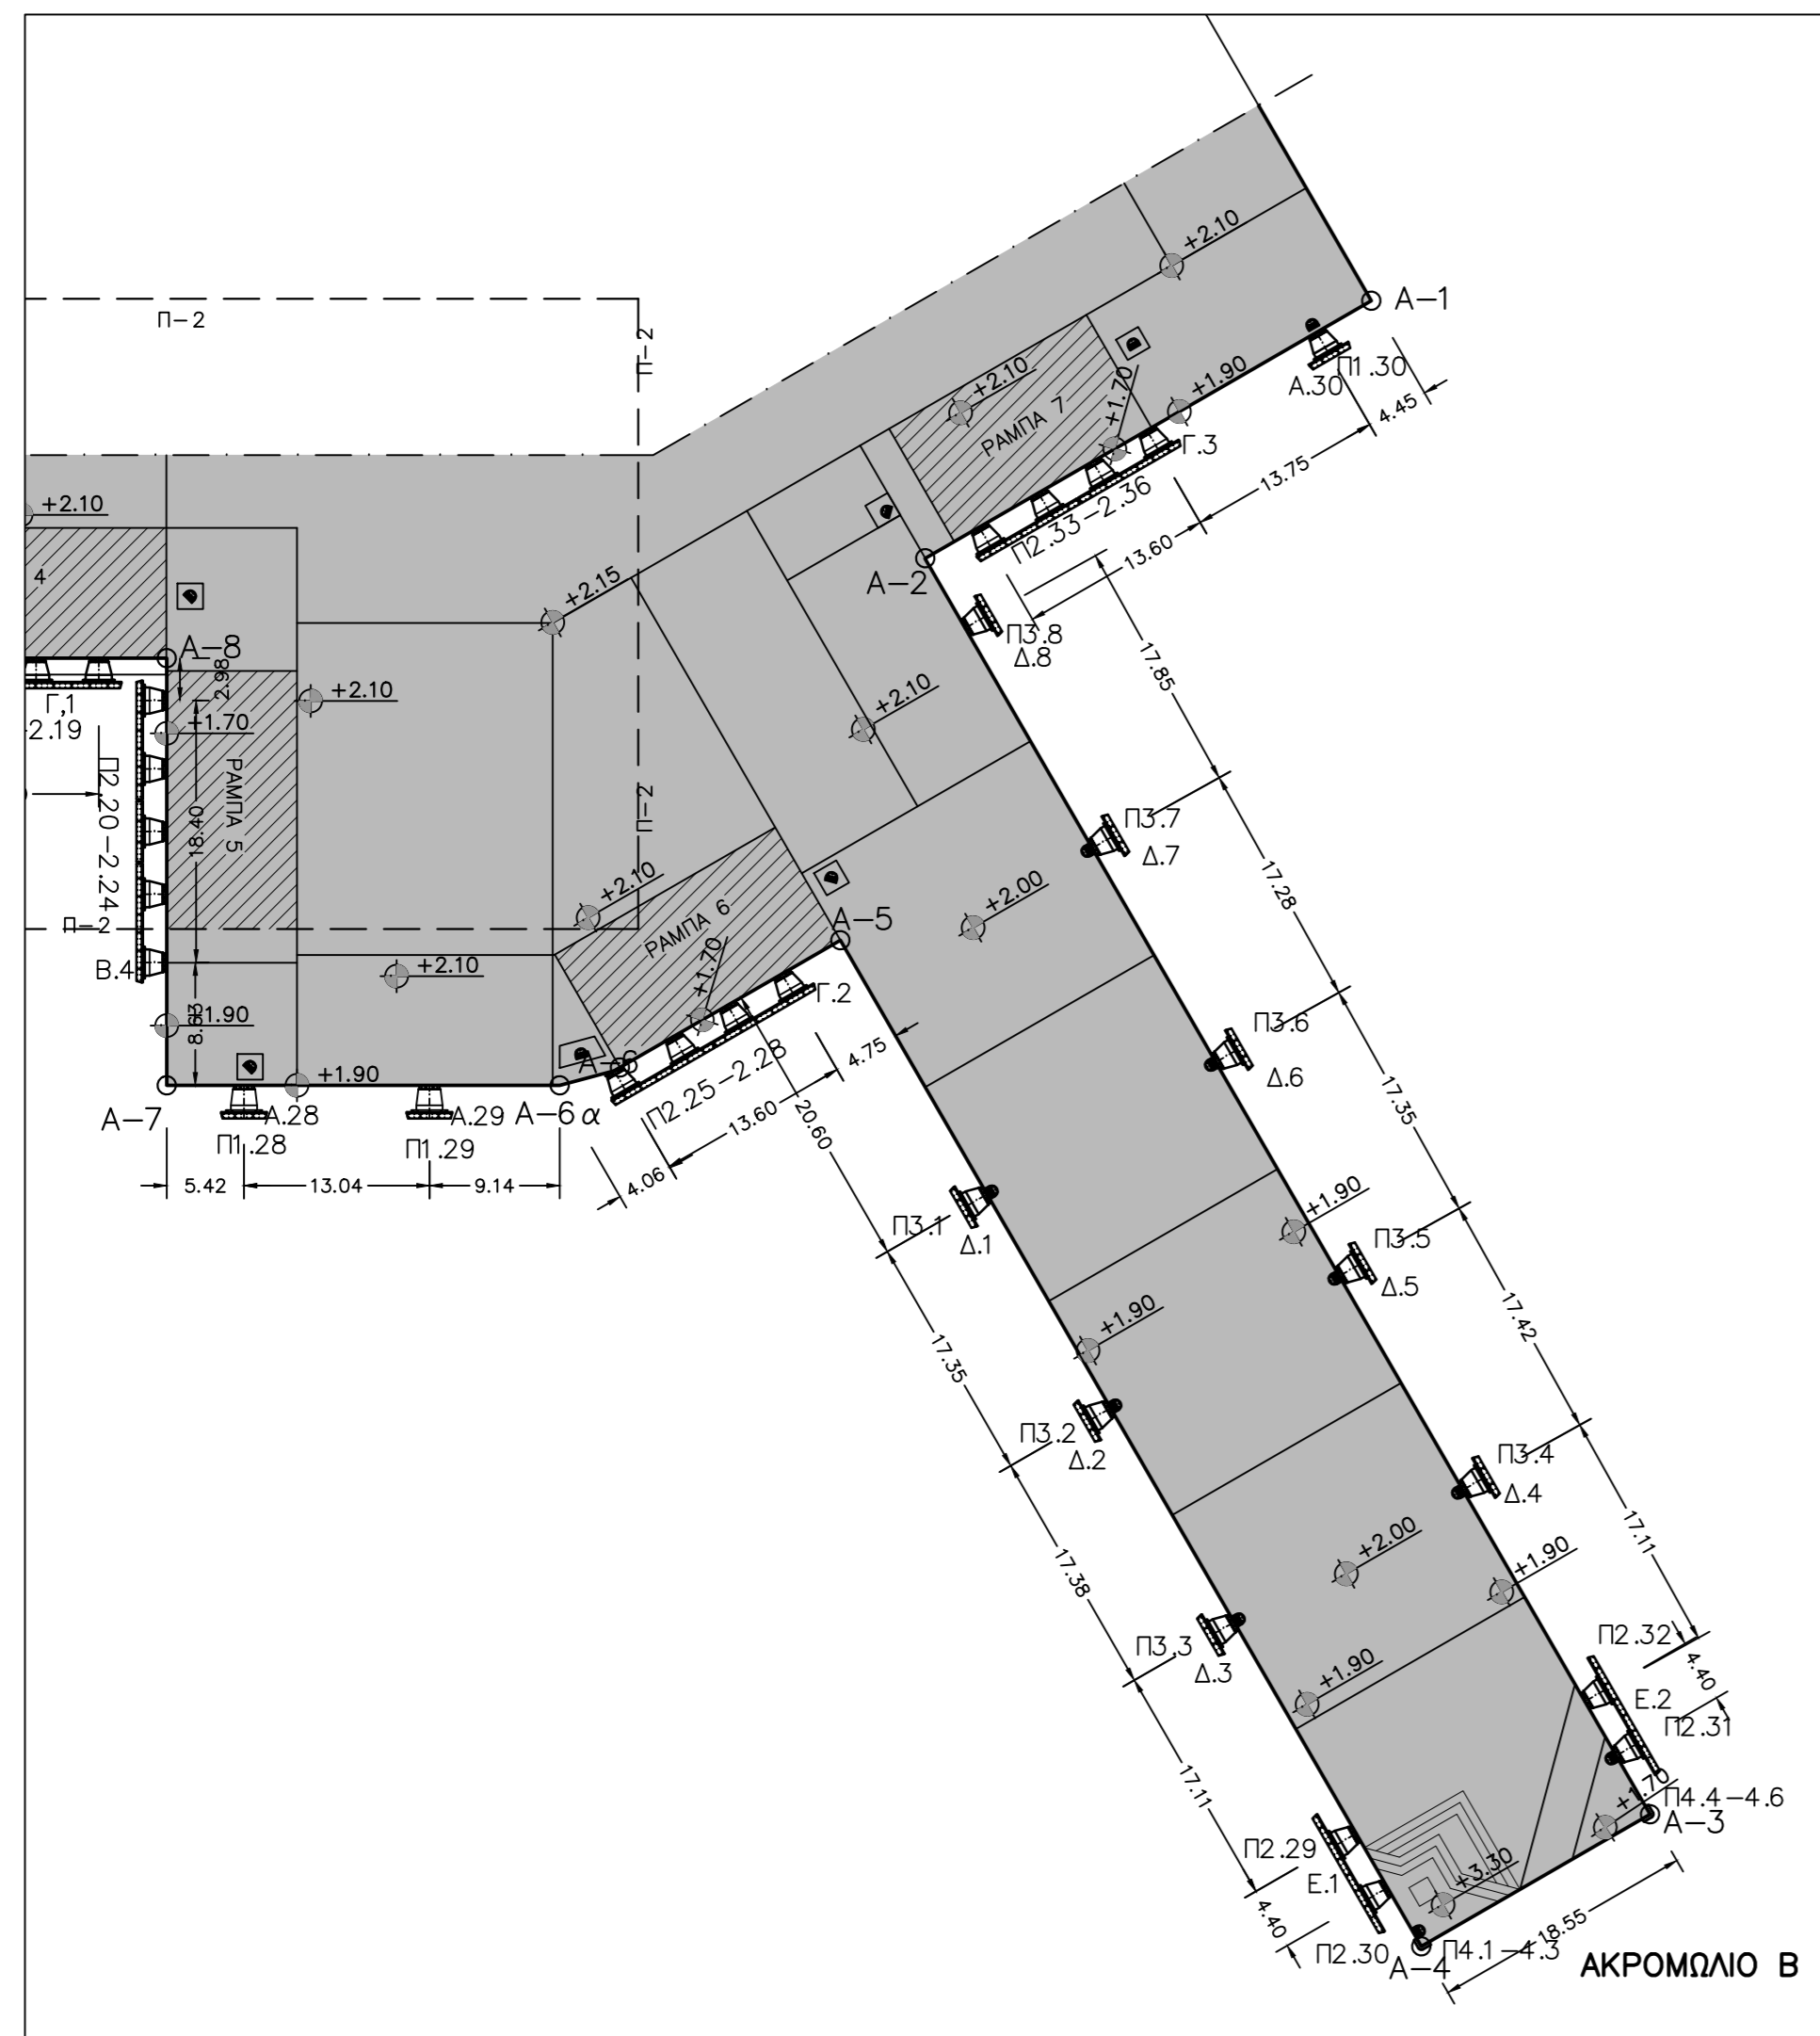 +2.10
A-1
Π-2
Π-2
+2.10
+1.90
+1.70
Π1.30
A.30
4.45
ΡΑΜΠΑ 7
Γ.3
13.75
Π2.33-2.36
13.60
+2.10
4
+2.15
A-2
Π3.8
Δ.8
17.85
A-8
2.98
Γ,1
-2.19
+1.70
+2.10
+2.10
Π2.20-2.24
ΡΑΜΠΑ 5
18.40
Π-2
Π3.7
Δ.7
17.28
+2.10
+2.00
A-5
ΡΑΜΠΑ 6
+1.70
Π-2
B.4
+2.10
Γ.2
+1.90
8.63
Π3.6
Δ.6
17.35
Π2.25-2.28
4.75
A-6
+1.90
A-7
A.28
A.29
A-6α
Π1.28
Π1.29
13.60
20.60
4.06
5.42
13.04
9.14
Π3.1
Δ.1
+1.90
Π3.5
Δ.5
17.42
+1.90
17.35
Π3.2
Δ.2
Π3.4
Δ.4
17.11
+2.00
+1.90
17.38
Π3,3
Δ.3
Π2.32
4.40
+1.90
E.2
Π2.31
17.11
+1.70
Π4.4-4.6
A-3
Π2.29
E.1
+3.30
4.40
18.55
Π2.30
Π4.1-4.3
A-4
ΑΚΡΟΜΩΛΙΟ Β